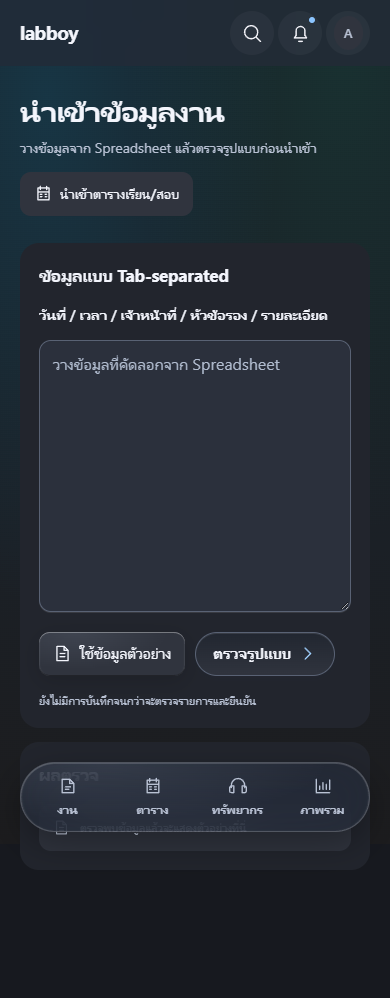 labboy
A
นำเข้าข้อมูลงาน
วางข้อมูลจาก Spreadsheet แล้วตรวจรูปแบบก่อนนำเข้า
นำเข้าตารางเรียน/สอบ
ข้อมูลแบบ Tab-separated
วันที่ / เวลา / เจ้าหน้าที่ / หัวข้อรอง / รายละเอียด
วางข้อมูลที่คัดลอกจาก Spreadsheet
ใช้ข้อมูลตัวอย่าง
ตรวจรูปแบบ
ยังไม่มีการบันทึกจนกว่าจะตรวจรายการและยืนยัน
ผลตรวจ
งาน
ตาราง
ทรัพยากร
ภาพรวม